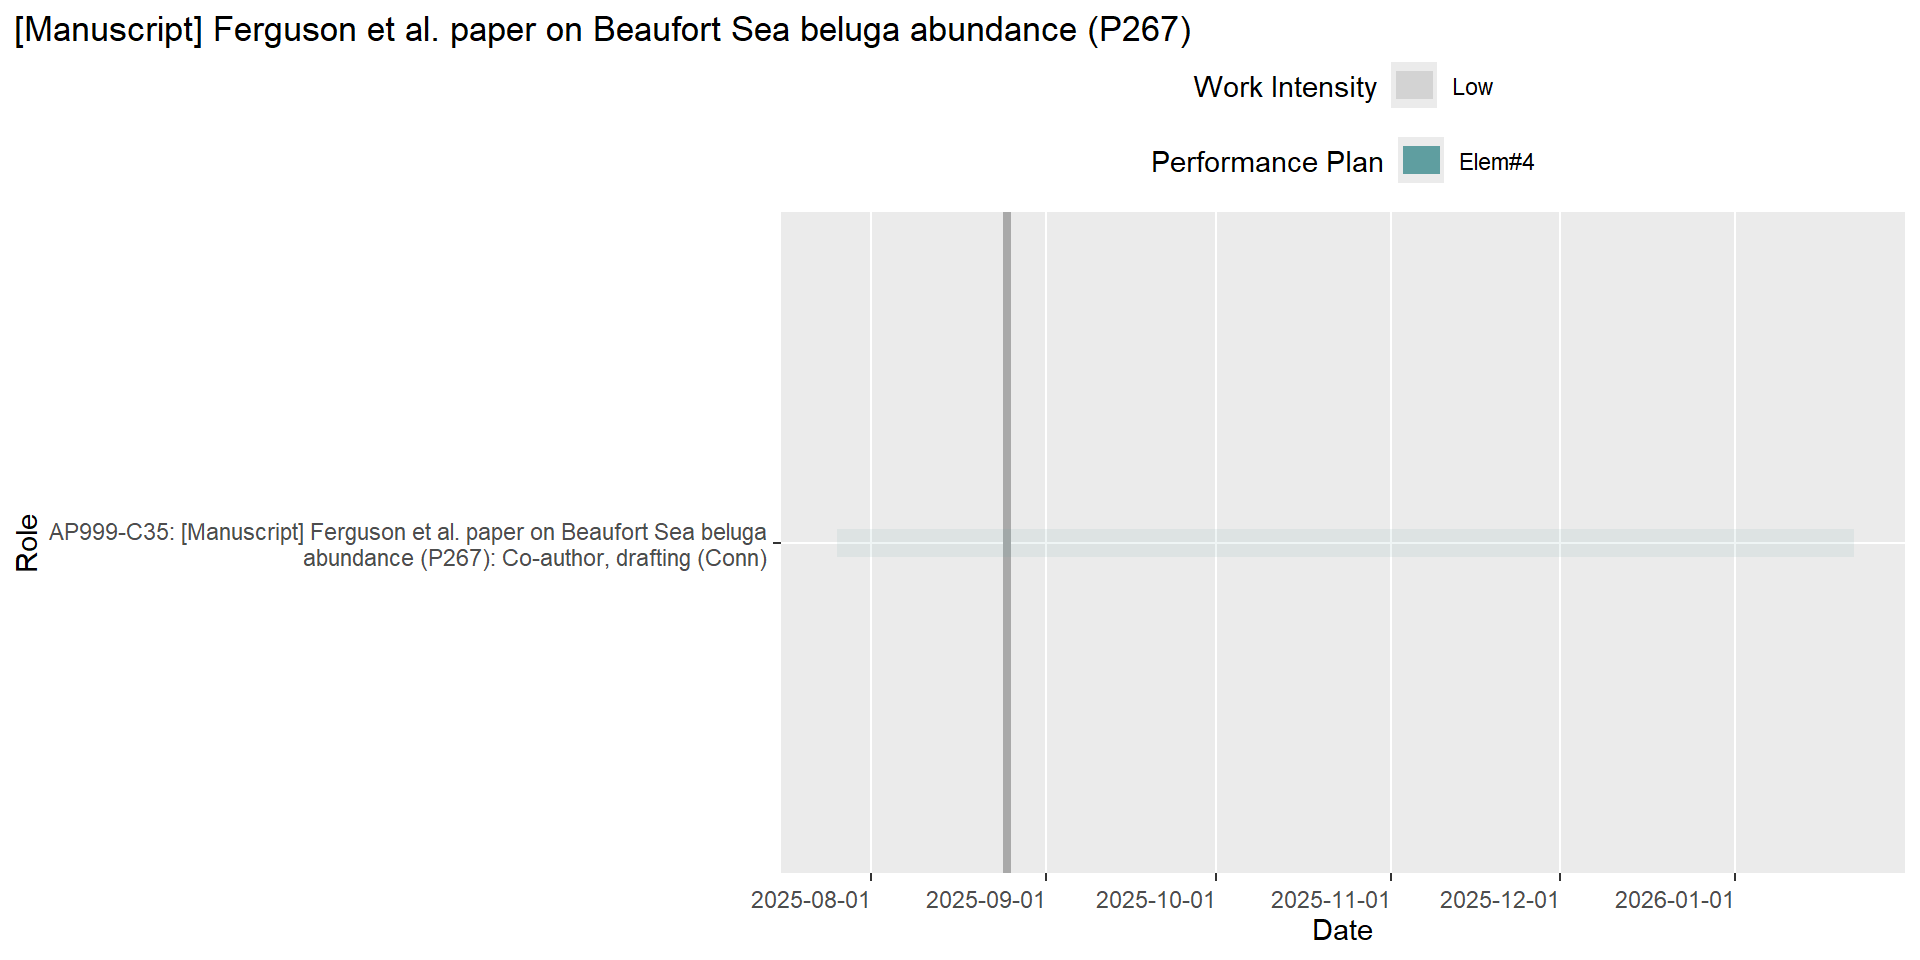 [Manuscript] Ferguson et al. paper on Beaufort Sea beluga abundance (P267)
Work Intensity
Low
Performance Plan
Elem#4
Role
AP999-C35: [Manuscript] Ferguson et al. paper on Beaufort Sea beluga
abundance (P267): Co-author, drafting (Conn)
2025-08-01
2025-09-01
2025-10-01
2025-11-01
2025-12-01
2026-01-01
Date